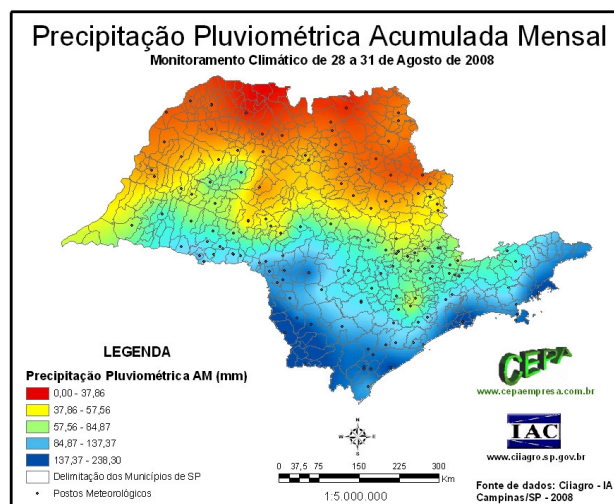 Precipitação Pluviométrica Acumulada Mensal
Monitoramento Climático de 28 a 31 de Agosto de 2008
LEGENDA
Precipitação Pluviométrica AM (mm)
0,00 - 37,86
37,86 - 57,56
57,56 - 84,87
84,87 - 137,37
137,37 - 238,30
Delimitação dos Municípios de SP
Postos Meteorológicos
N
W E
S
0 37,5 75 150 225 300
Km
1:5.000.000
CEPA
www.cepaempresa.com.br
IAC
www.ciiagro.sp.gov.br
Fonte de dados: Ciiagro - IA
Campinas/SP - 2008